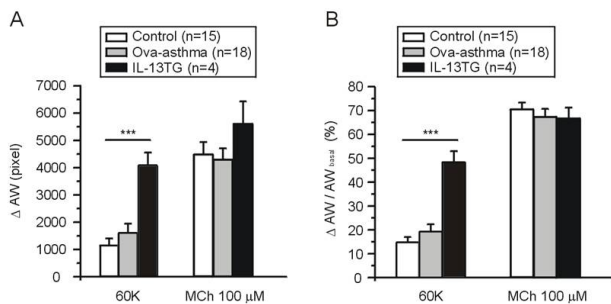 A
Control (n=15)
Ova-asthma (n=18)
IL-13TG (n=4)
Δ AW (pixel)
7000
6000
5000
4000
3000
2000
1000
0
***
60K
MCh 100 μM
B
Control (n=15)
Ova-asthma (n=18)
IL-13TG (n=4)
Δ AW / AW basal (%)
80
70
60
50
40
30
20
10
0
***
60K
MCh 100 μM